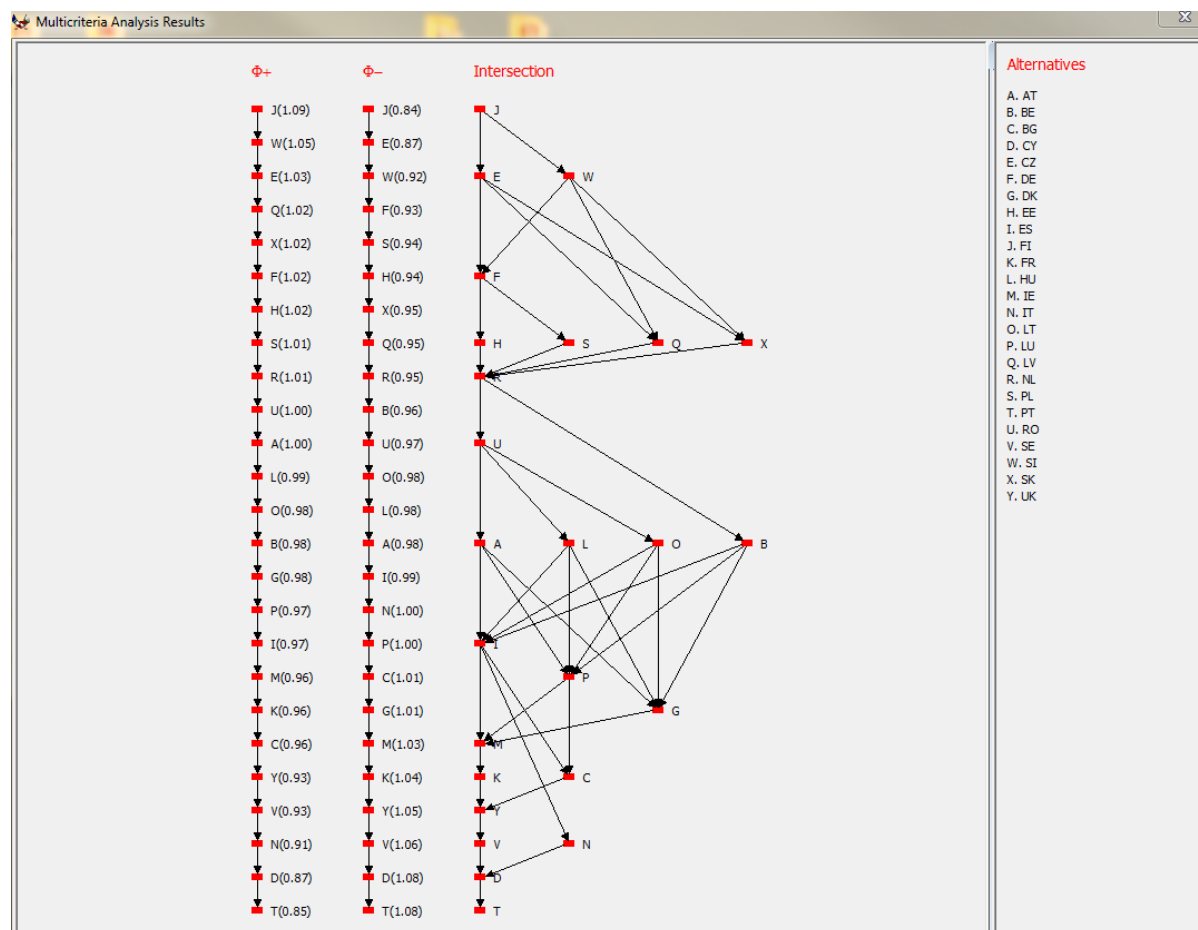 Multicriteria Analysis Results
Φ+ Φ− Intersection
J(1.09) J(0.84) J
W(1.05) E(0.87)
E(1.03) W(0.92) E W
Q(1.02) F(0.93)
X(1.02) S(0.94)
F(1.02) H(0.94) F
H(1.02) X(0.95)
S(1.01) Q(0.95) H S Q X
R(1.01) R(0.95) R
U(1.00) B(0.96)
A(1.00) U(0.97) U
L(0.99) O(0.98)
O(0.98) L(0.98)
B(0.98) A(0.98) A L O B
G(0.98) I(0.99)
P(0.97) N(1.00)
I(0.97) P(1.00) I
M(0.96) C(1.01) P
K(0.96) G(1.01) G
C(0.96) M(1.03) M
Y(0.93) K(1.04) K C
V(0.93) Y(1.05) Y
N(0.91) V(1.06) V N
D(0.87) D(1.08) D
T(0.85) T(1.08) T
Alternatives
A. AT
B. BE
C. BG
D. CY
E. CZ
F. DE
G. DK
H. EE
I. ES
J. FI
K. FR
L. HU
M. IE
N. IT
O. LT
P. LU
Q. LV
R. NL
S. PL
T. PT
U. RO
V. SE
W. SI
X. SK
Y. UK